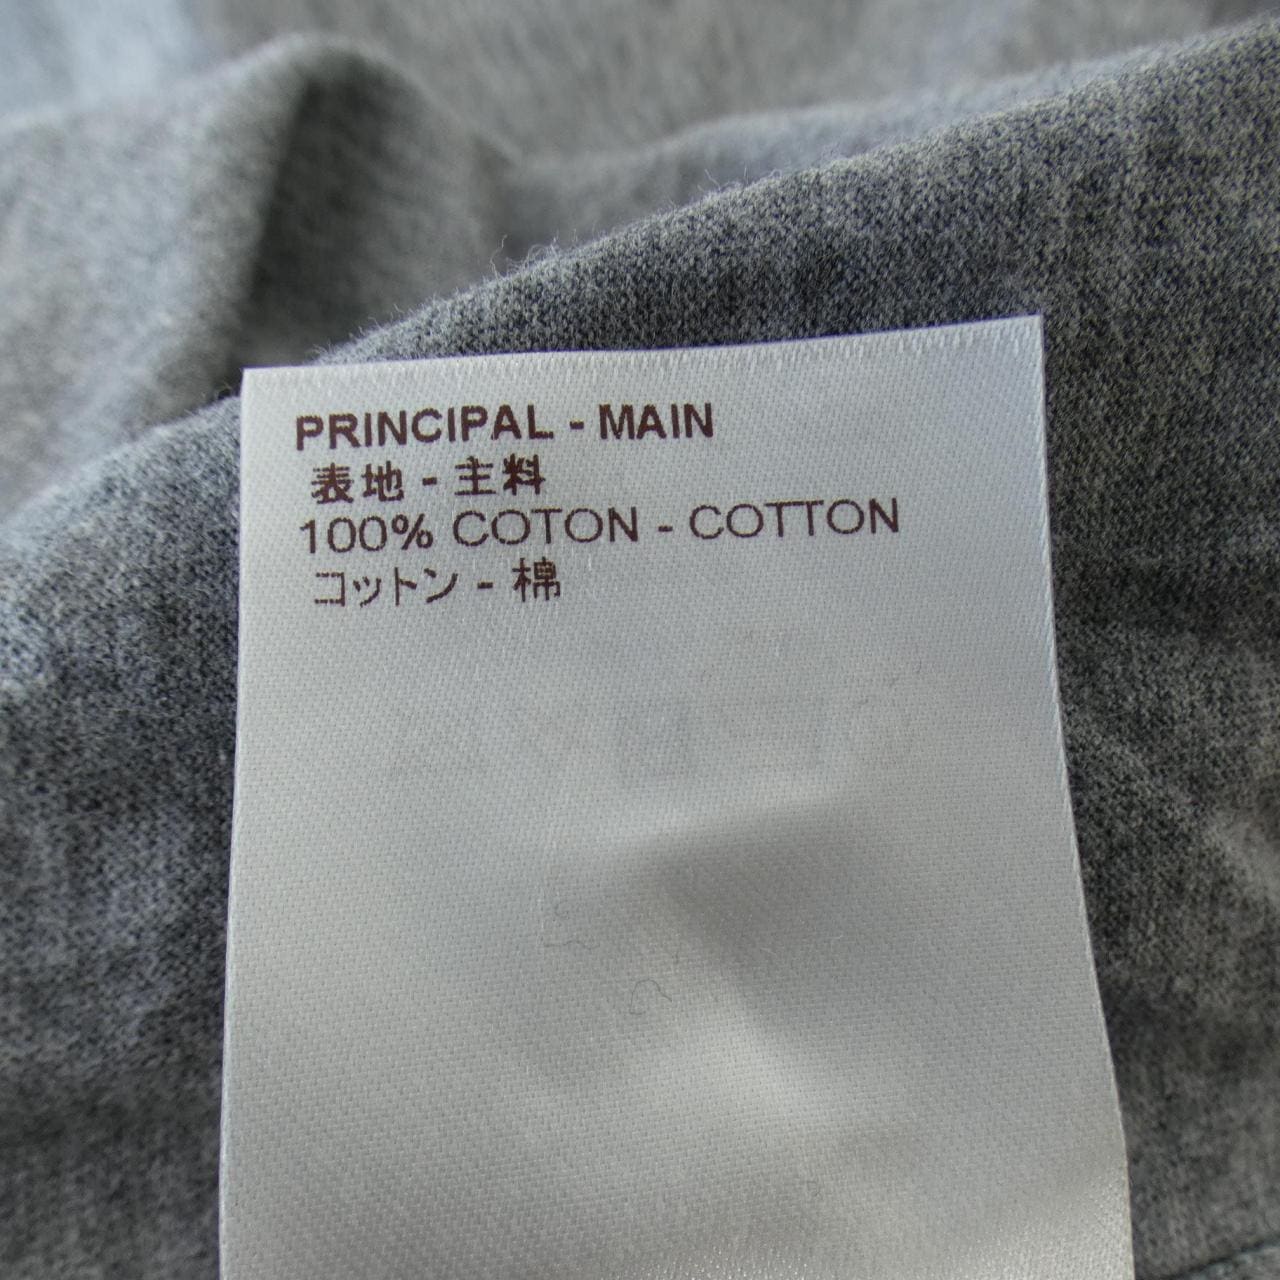 PRINCIPAL - MAIN
表地 - 主料
100% COTON - COTTON
コットン - 棉